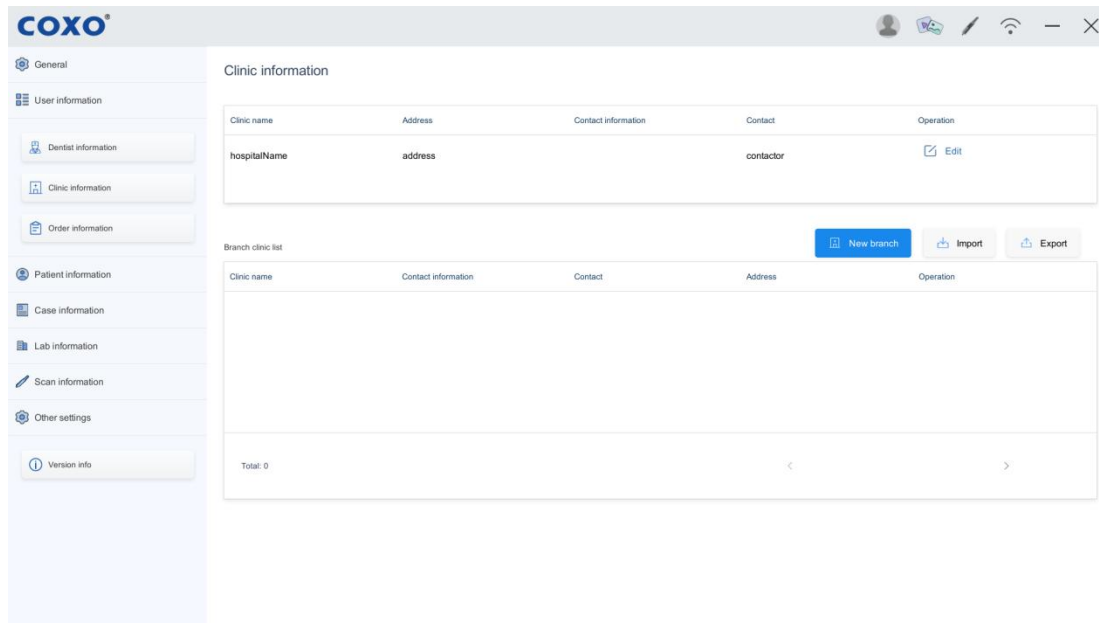 COXO®
General
User information
Dentist information
Clinic information
Order information
Patient information
Case information
Lab information
Scan information
Other settings
Version info
Clinic information
Clinic name Address Contact information Contact Operation
hospitalName address contactor Edit
Branch clinic list New branch Import Export
Clinic name Contact information Contact Address Operation
Total: 0